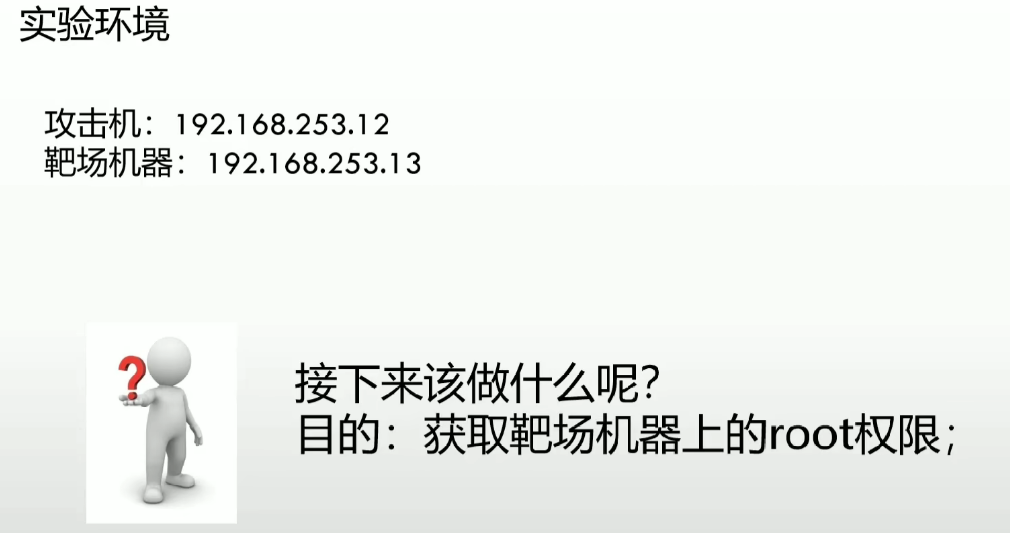 实验环境
攻击机：192.168.253.12
靶场机器：192.168.253.13
?
接下来该做什么呢？
目的：获取靶场机器上的root权限；